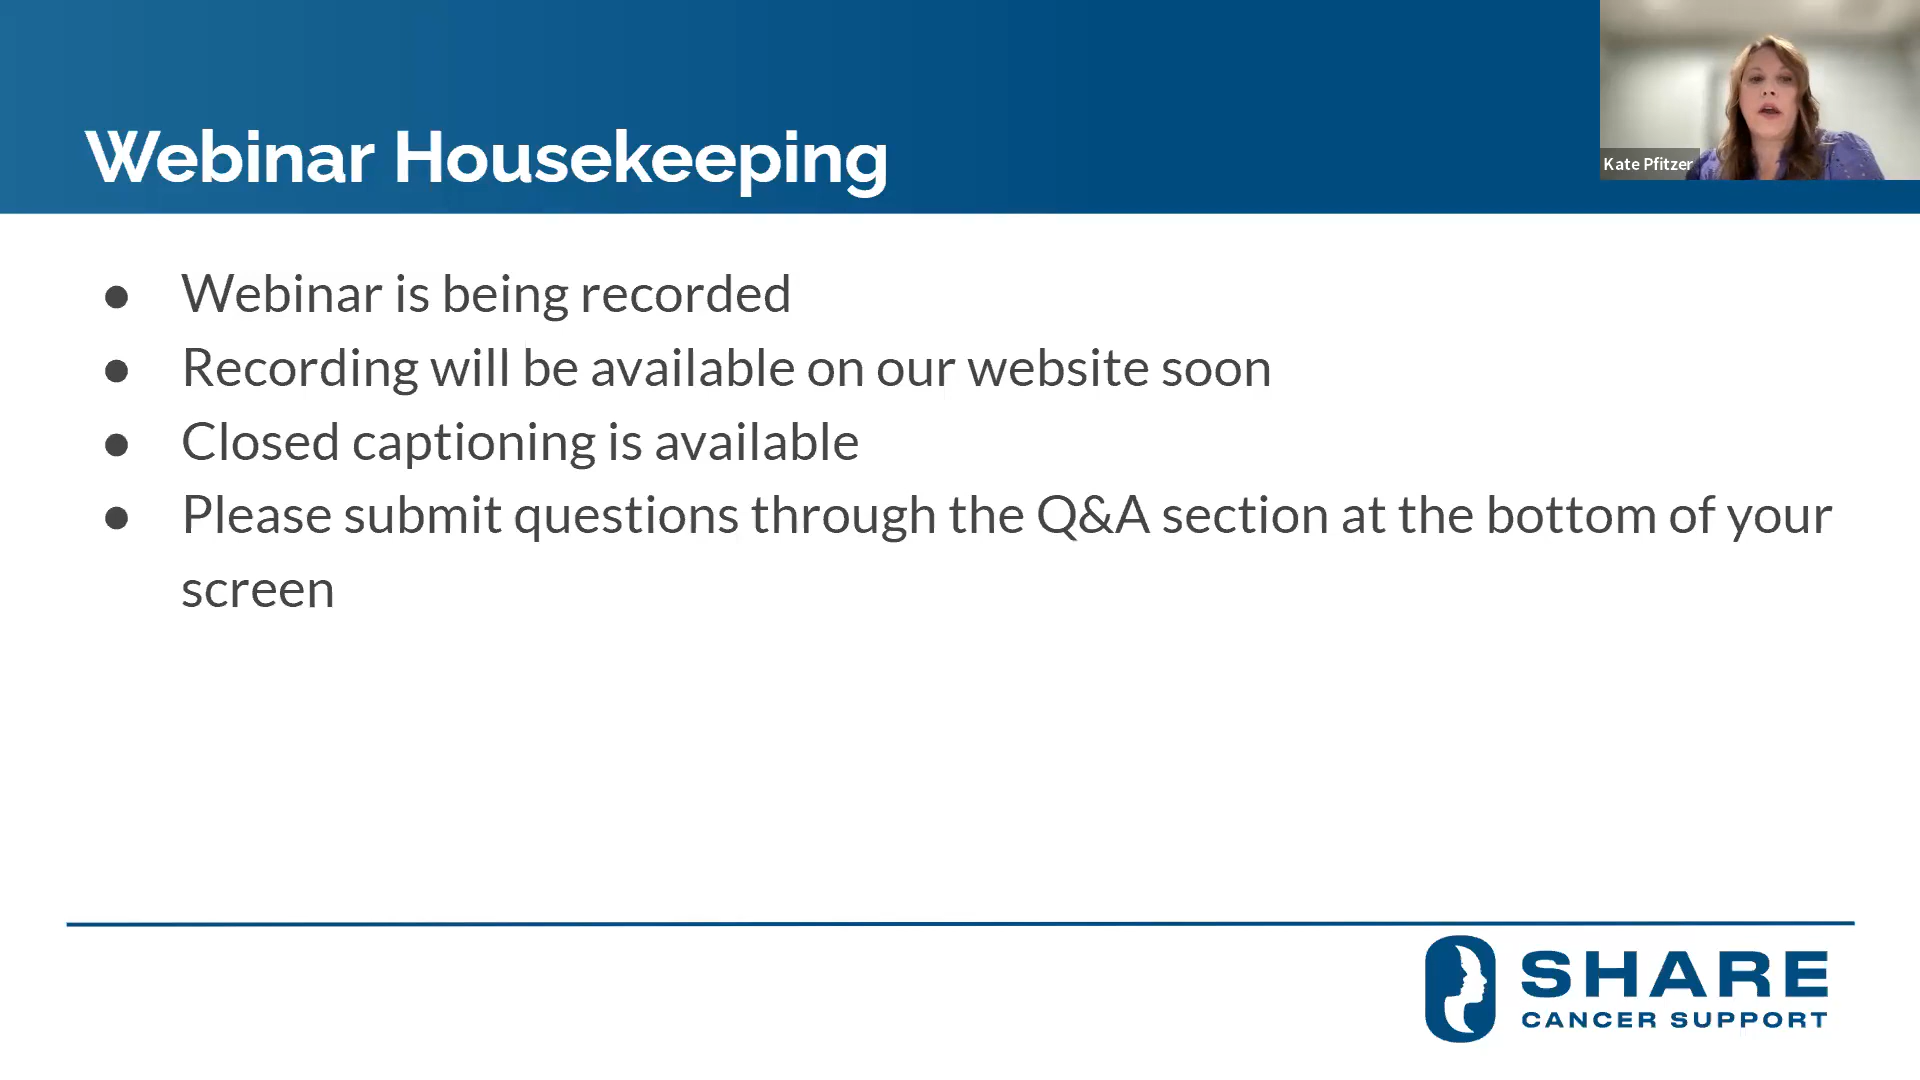 Webinar Housekeeping
Kate Pfitzer
● Webinar is being recorded
● Recording will be available on our website soon
● Closed captioning is available
● Please submit questions through the Q&A section at the bottom of your
screen
SHARE
CANCER SUPPORT